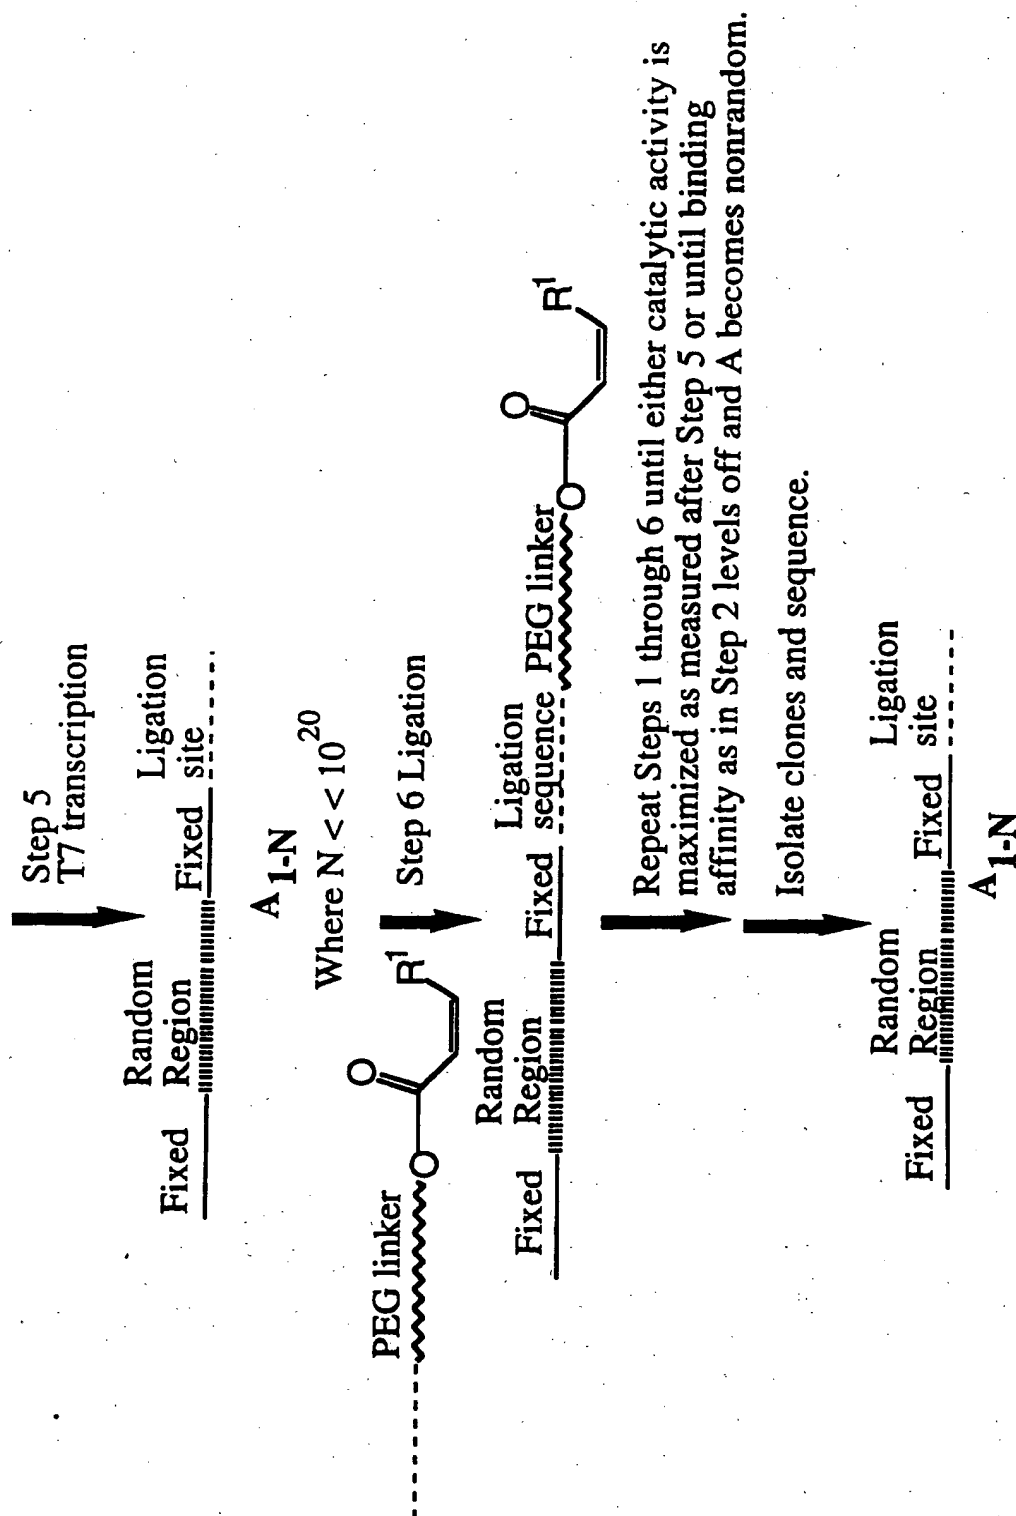 Step 5
T7 transcription
Random
Region
Ligation
site
Fixed
Fixed
A 1-N
Where N < < 10 20
Step 6 Ligation
PEG linker
O
O
R1
Random
Region
Ligation
sequence
PEG linker
Fixed
Fixed
O
O
R1
Repeat Steps 1 through 6 until either catalytic activity is
maximized as measured after Step 5 or until binding
affinity as in Step 2 levels off and A becomes nonrandom.
Isolate clones and sequence.
Random
Region
Ligation
site
Fixed
Fixed
A 1-N